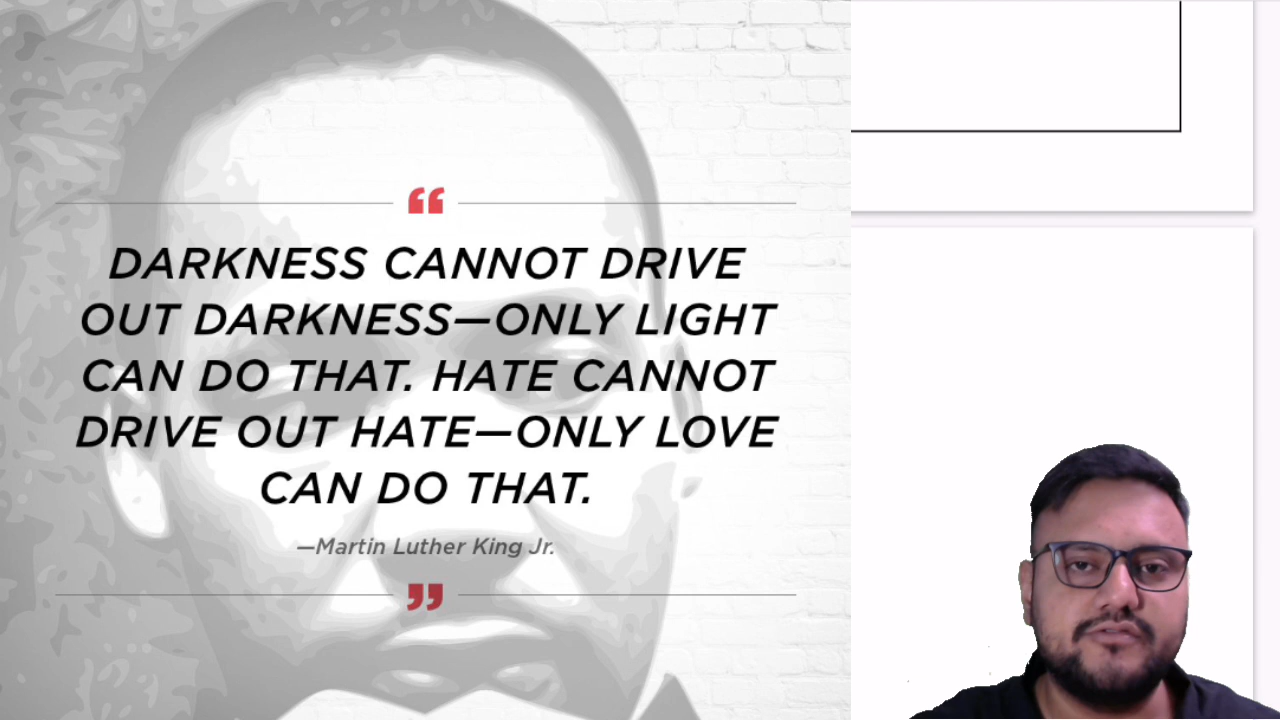 “
DARKNESS CANNOT DRIVE
OUT DARKNESS—ONLY LIGHT
CAN DO THAT. HATE CANNOT
DRIVE OUT HATE—ONLY LOVE
CAN DO THAT.
—Martin Luther King Jr.
”